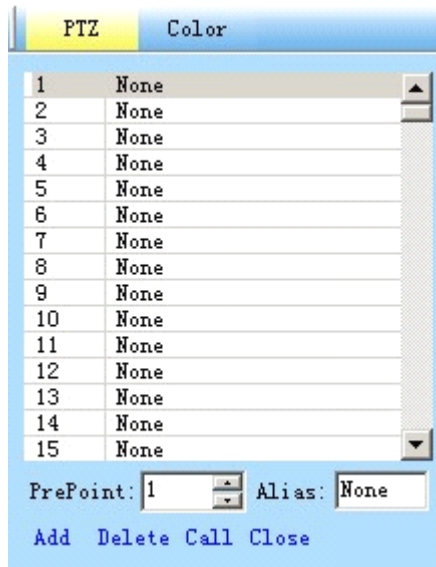 PTZ Color
1 None
2 None
3 None
4 None
5 None
6 None
7 None
8 None
9 None
10 None
11 None
12 None
13 None
14 None
15 None
PrePoint: 1 Alias: None
Add Delete Call Close